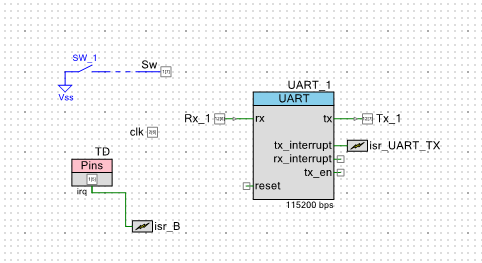 SW_1
Sw
Vss
UART_1
UART
Rx_1
rx
tx
Tx_1
clk
tx_interrupt
isr_UART_TX
rx_interrupt
TD
Pins
tx_en
irq
reset
115200 bps
isr_B